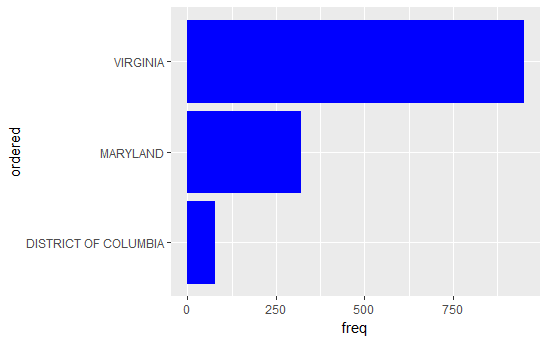 VIRGINIA
MARYLAND
DISTRICT OF COLUMBIA
ordered
0 250 500 750
freq